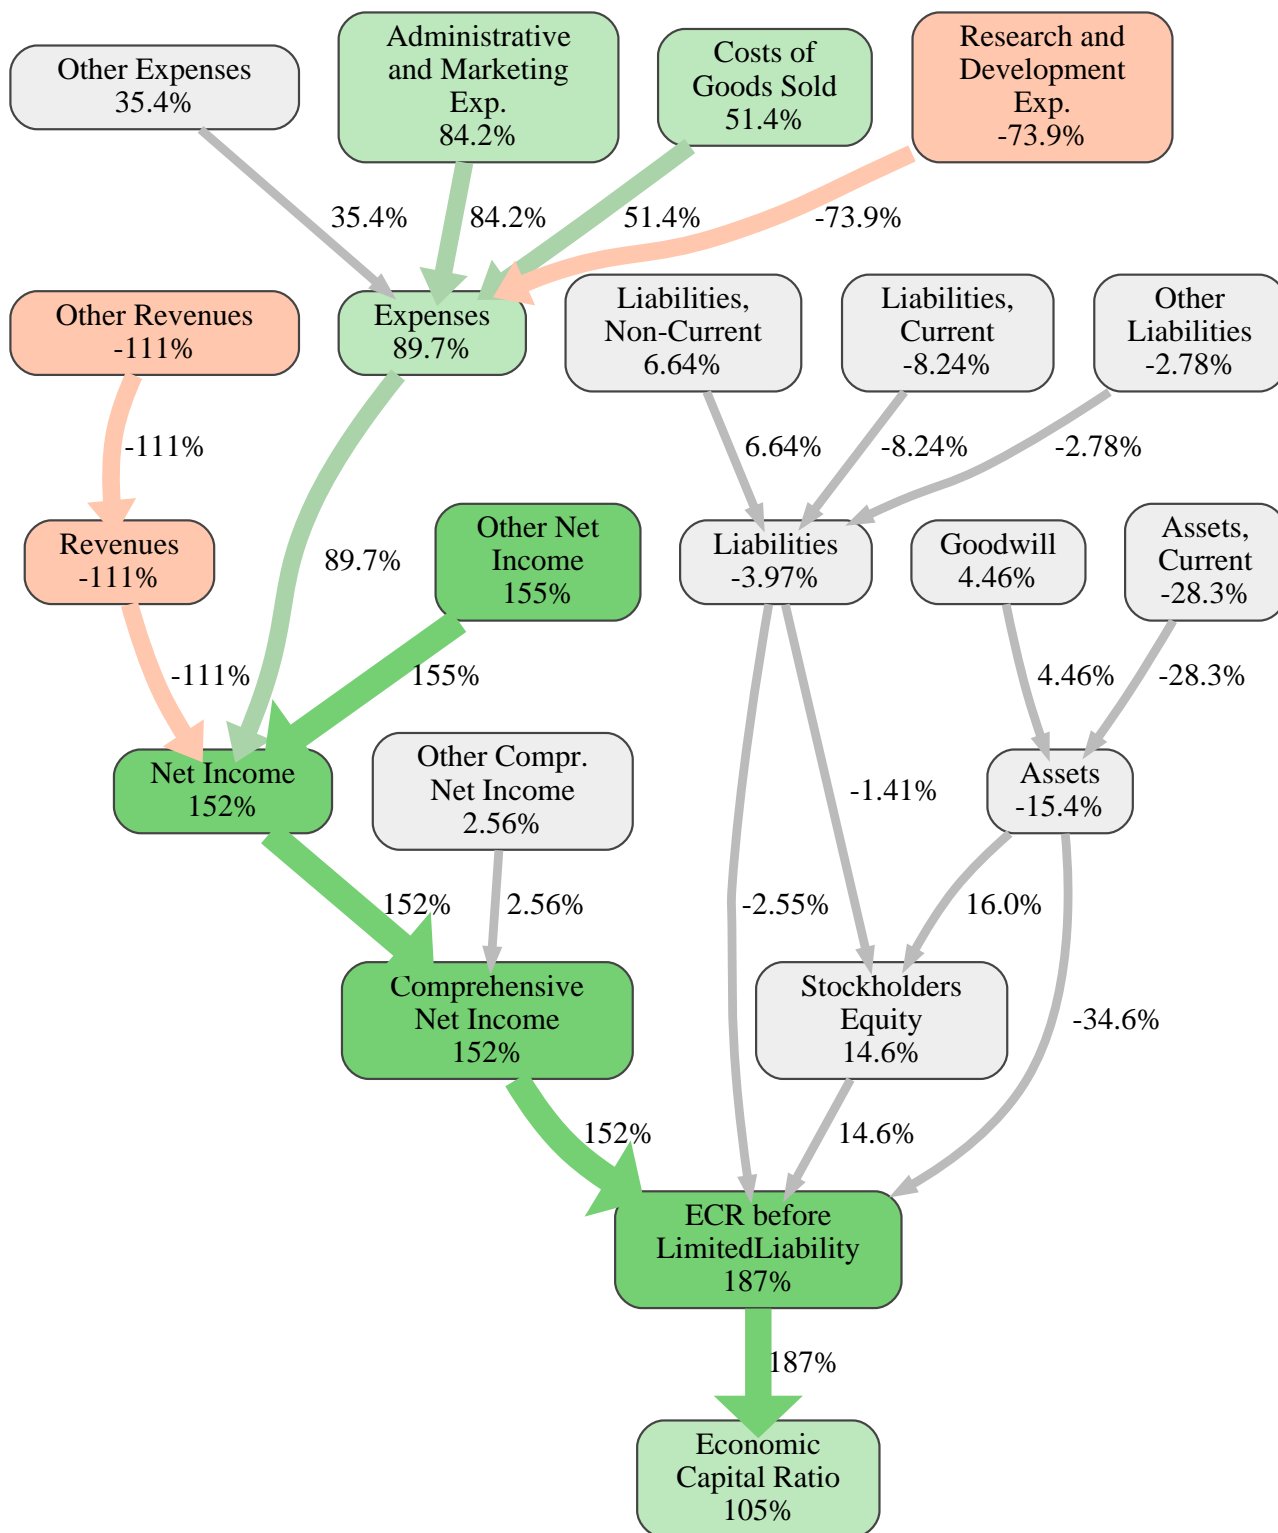 Other Expenses
35.4%
Administrative
and Marketing
Exp.
84.2%
Costs of
Goods Sold
51.4%
Research and
Development
Exp.
-73.9%
35.4%
84.2%
51.4%
-73.9%
Other Revenues
-111%
Expenses
89.7%
Liabilities,
Non-Current
6.64%
Liabilities,
Current
-8.24%
Other
Liabilities
-2.78%
-111%
6.64%
-8.24%
-2.78%
Revenues
-111%
89.7%
Other Net
Income
155%
Liabilities
-3.97%
Goodwill
4.46%
Assets,
Current
-28.3%
-111%
155%
4.46%
-28.3%
Net Income
152%
Other Compr.
Net Income
2.56%
-1.41%
Assets
-15.4%
152%
2.56%
-2.55%
16.0%
Comprehensive
Net Income
152%
Stockholders
Equity
14.6%
-34.6%
152%
14.6%
ECR before
LimitedLiability
187%
187%
Economic
Capital Ratio
105%